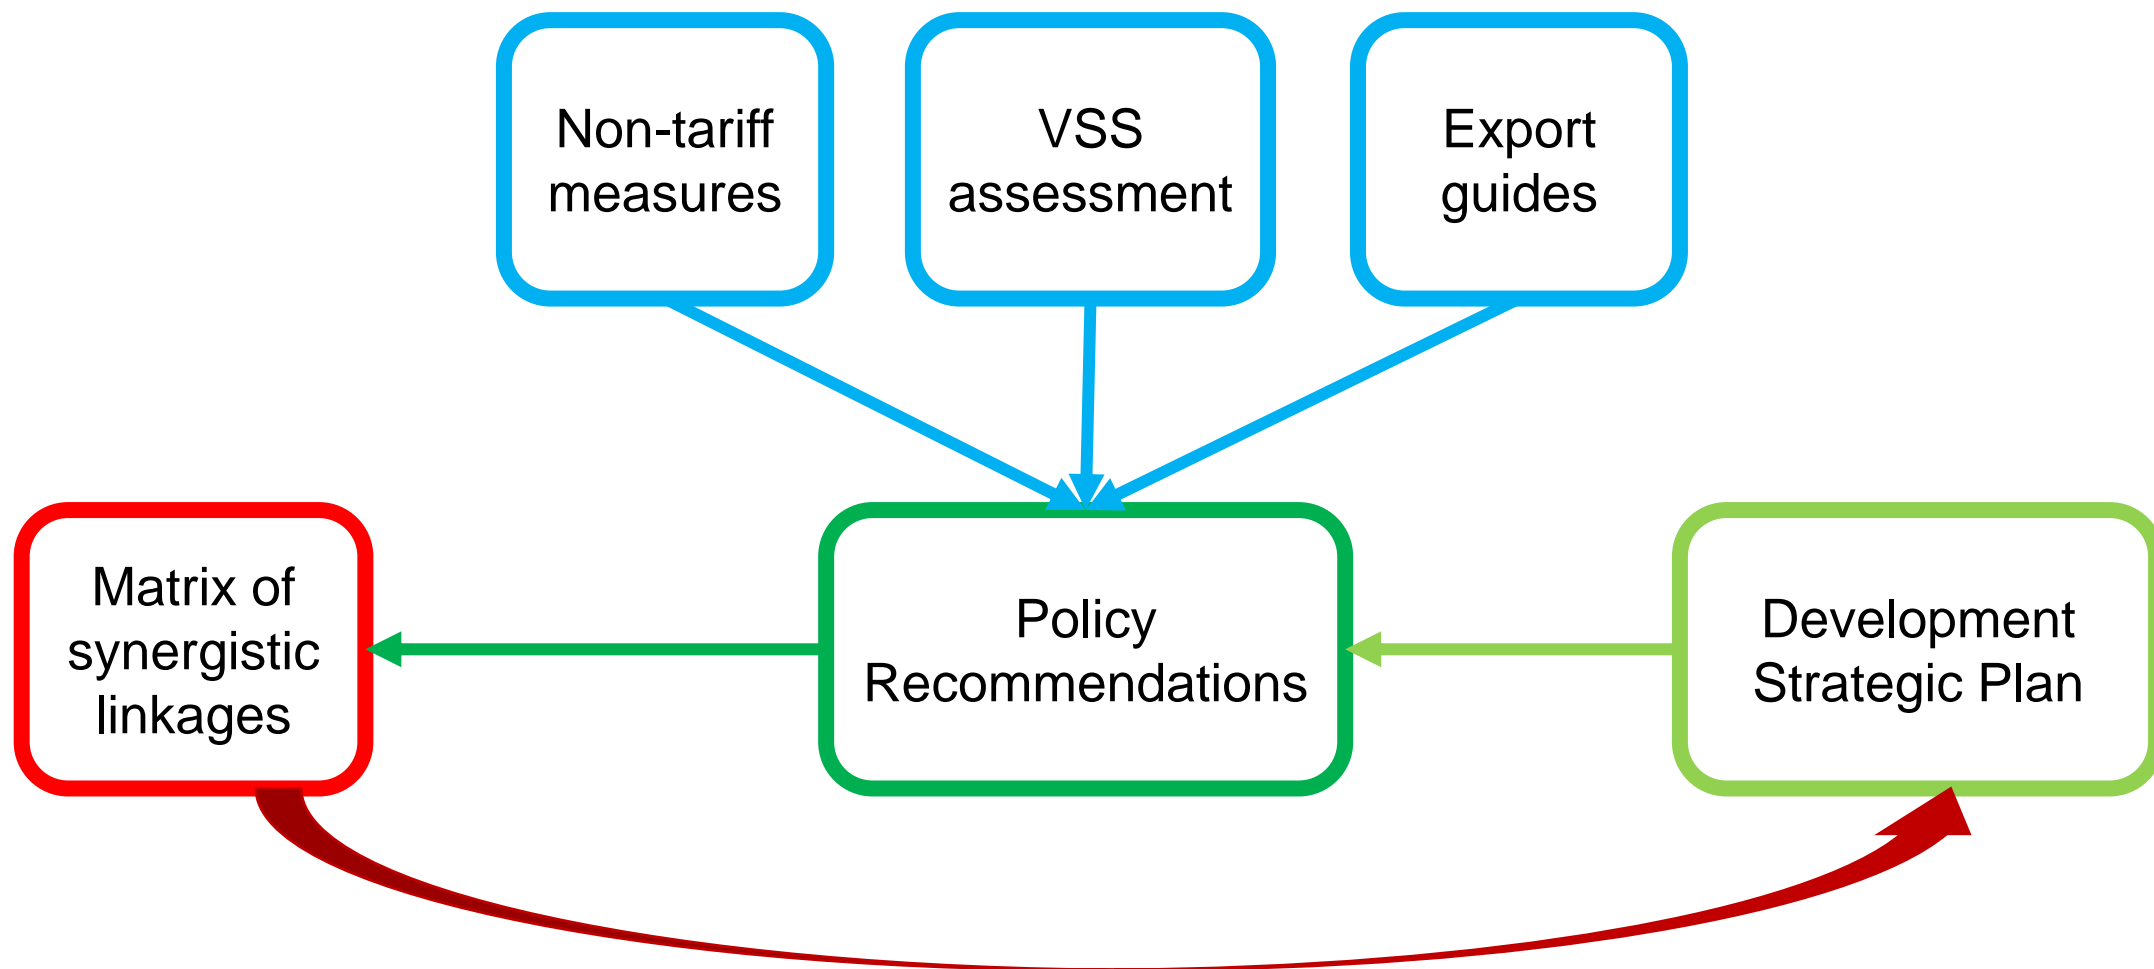 Non-tariff
measures
VSS
assessment
Export
guides
Matrix of
synergistic
linkages
Policy
Recommendations
Development
Strategic Plan